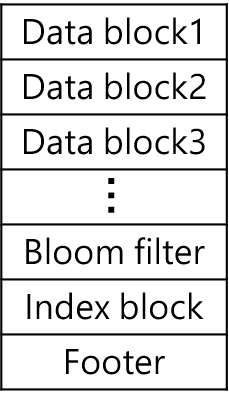 Data block1
Data block2
Data block3
⋮
Bloom filter
Index block
Footer